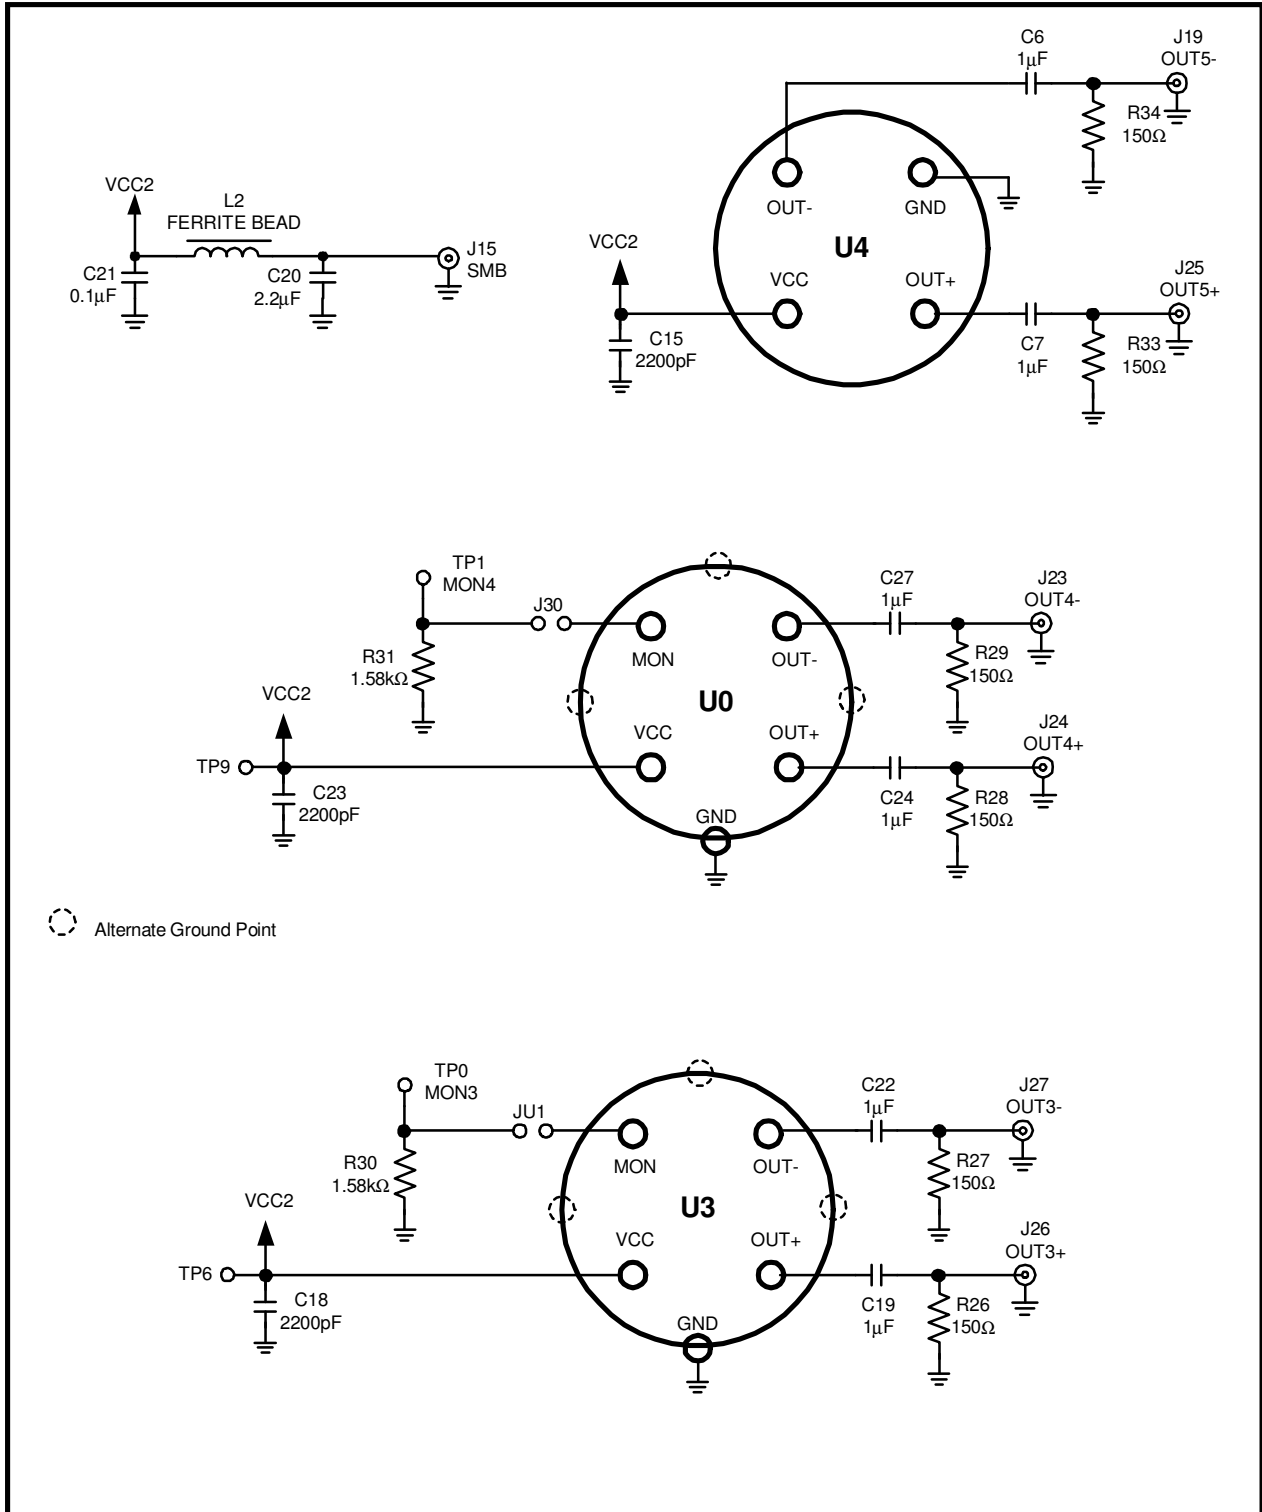 C6
1μF
J19
OUT5-
R34
150Ω
VCC2
L2
FERRITE BEAD
J15
SMB
C21
0.1μF
C20
2.2μF
OUT-
GND
U4
VCC2
VCC
OUT+
C15
2200pF
J25
OUT5+
C7
1μF
R33
150Ω
TP1
MON4
J30
R31
1.58kΩ
MON
OUT-
U0
C27
1μF
J23
OUT4-
R29
150Ω
VCC2
VCC
OUT+
TP9
C23
2200pF
J24
OUT4+
C24
1μF
R28
150Ω
GND
Alternate Ground Point
TP0
MON3
JU1
R30
1.58kΩ
MON
OUT-
U3
C22
1μF
J27
OUT3-
R27
150Ω
VCC2
VCC
OUT+
TP6
C18
2200pF
J26
OUT3+
C19
1μF
R26
150Ω
GND